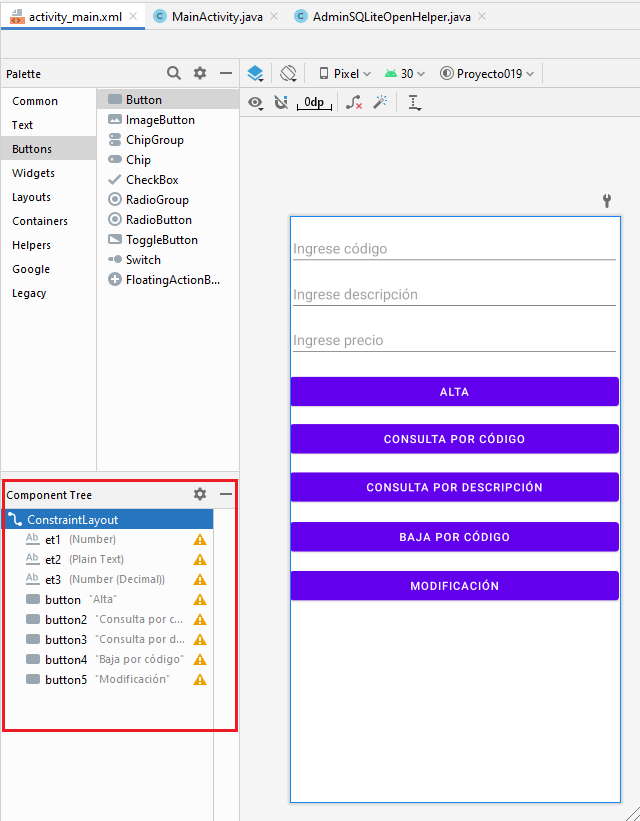 activity_main.xml
MainActivity.java
AdminSQLiteOpenHelper.java
Palette
Pixel
30
Proyecto019
0dp
Common
Text
Buttons
Widgets
Layouts
Containers
Helpers
Google
Legacy
Button
ImageButton
ChipGroup
Chip
CheckBox
RadioGroup
RadioButton
ToggleButton
Switch
FloatingActionB...
Ingrese código
Ingrese descripción
Ingrese precio
ALTA
CONSULTA POR CÓDIGO
CONSULTA POR DESCRIPCIÓN
BAJA POR CÓDIGO
MODIFICACIÓN
Component Tree
ConstraintLayout
Ab et1 (Number)
Ab et2 (Plain Text)
Ab et3 (Number (Decimal))
button "Alta"
button2 "Consulta por c...
button3 "Consulta por d...
button4 "Baja por código"
button5 "Modificación"